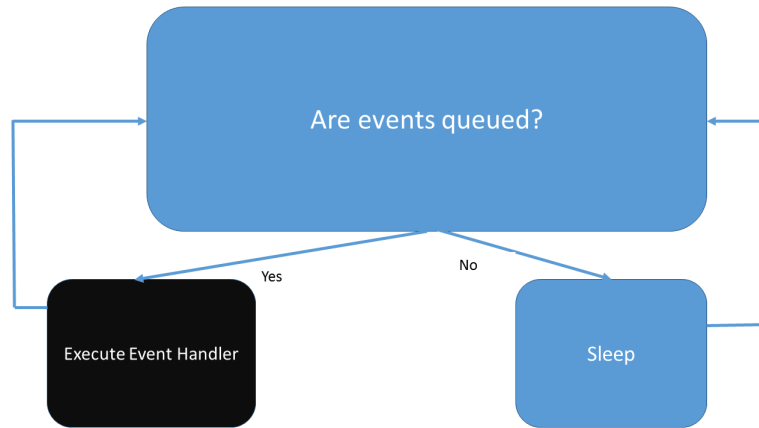 Are events queued?
Yes
No
Execute Event Handler
Sleep